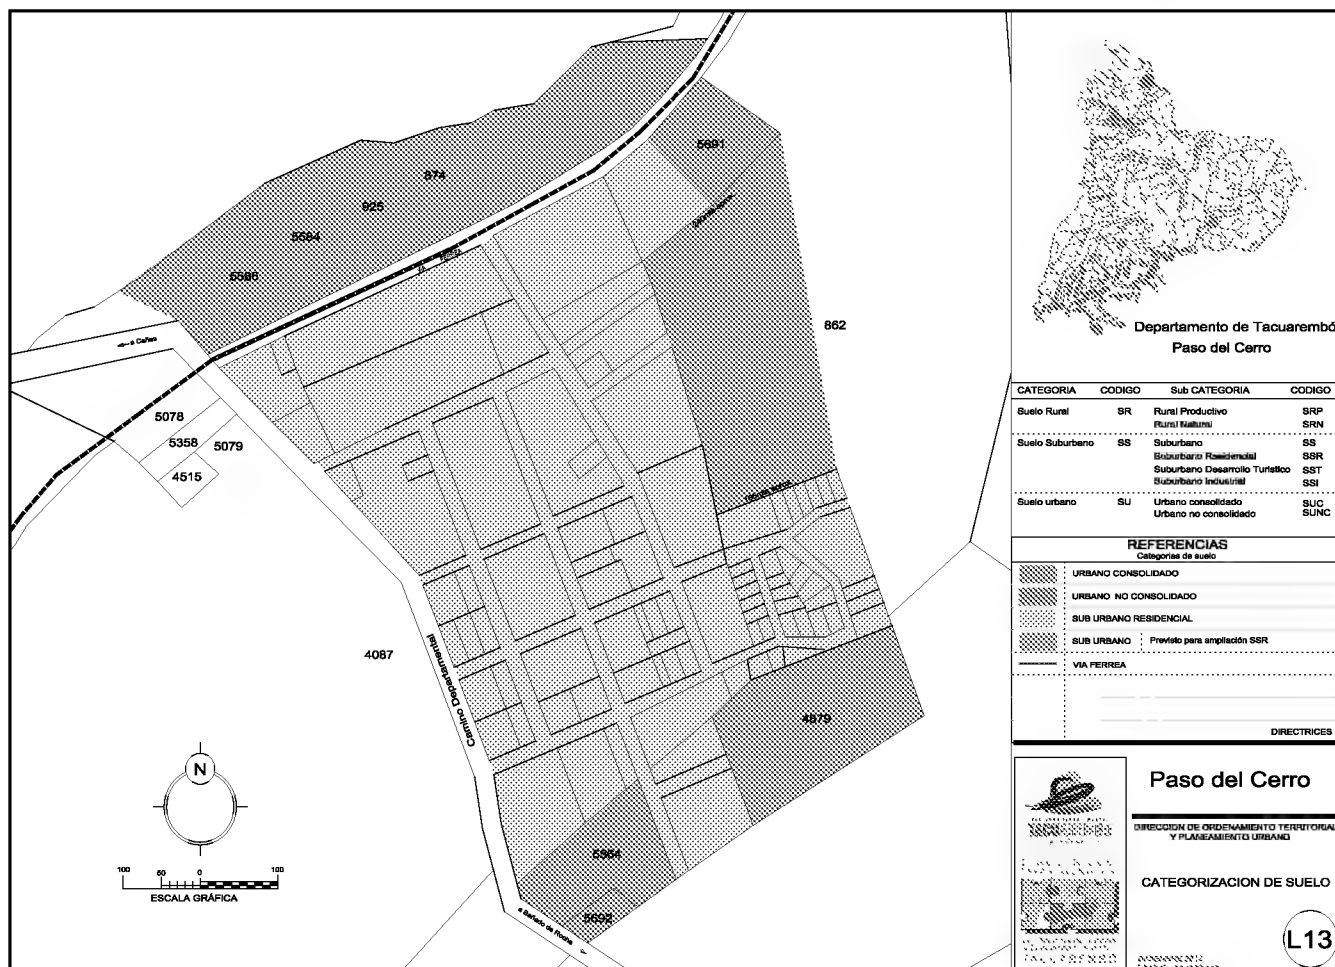 5691
874
925
5584
5586
862
a Cañas
5078
5358
5079
4515
4087
Camino Departamental
4879
5564
5692
a Bañado de Rocha
N
100 50 0 100
ESCALA GRÁFICA
Departamento de Tacuarembó
Paso del Cerro
CATEGORIA CODIGO Sub CATEGORIA CODIGO
Suelo Rural SR Rural Productivo SRP
Rural Natural SRN
Suelo Suburbano SS Suburbano SS
Suburbano Residencial SSR
Suburbano Desarrollo Turistico SST
Suburbano Industrial SSI
Suelo urbano SU Urbano consolidado SUC
Urbano no consolidado SUNC
REFERENCIAS
Categorias de suelo
URBANO CONSOLIDADO
URBANO NO CONSOLIDADO
SUB URBANO RESIDENCIAL
SUB URBANO Previsto para ampliación SSR
VIA FERREA
DIRECTRICES
Paso del Cerro
DIRECCION DE ORDENAMIENTO TERRITORIAL
Y PLANEAMIENTO URBANO
CATEGORIZACION DE SUELO
L13